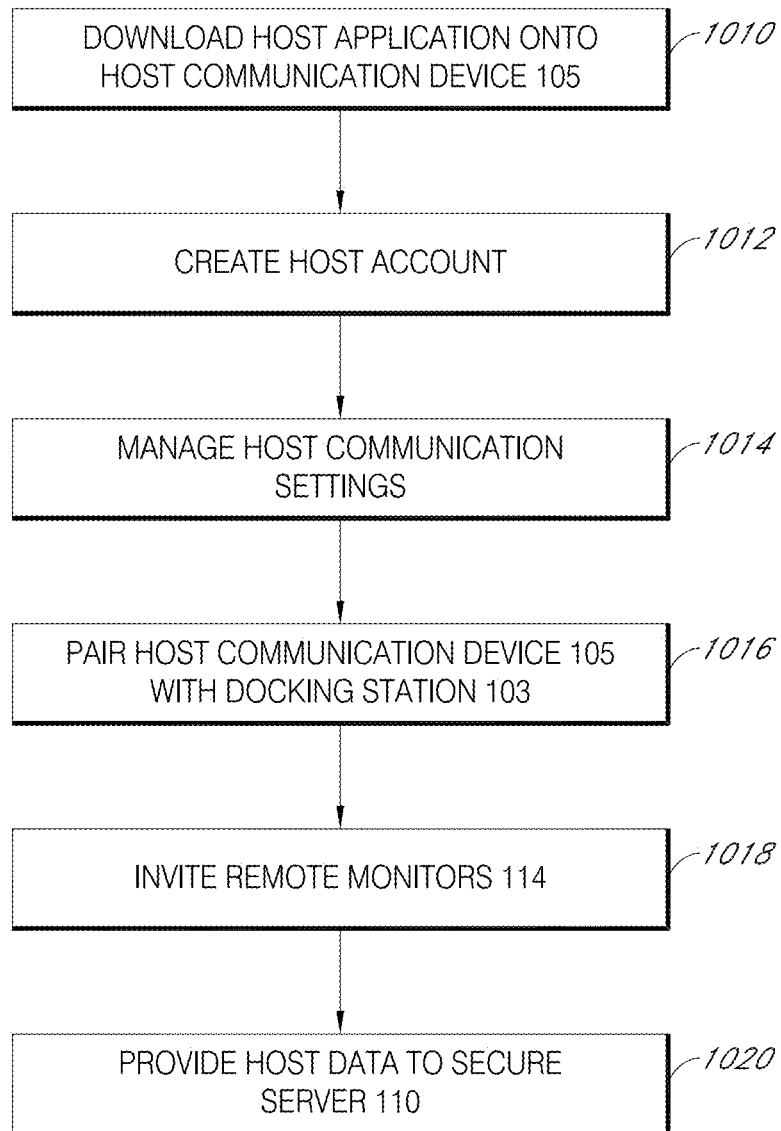 DOWNLOAD HOST APPLICATION ONTO
HOST COMMUNICATION DEVICE 105
1010
CREATE HOST ACCOUNT
1012
MANAGE HOST COMMUNICATION
SETTINGS
1014
PAIR HOST COMMUNICATION DEVICE 105
WITH DOCKING STATION 103
1016
INVITE REMOTE MONITORS 114
1018
PROVIDE HOST DATA TO SECURE
SERVER 110
1020